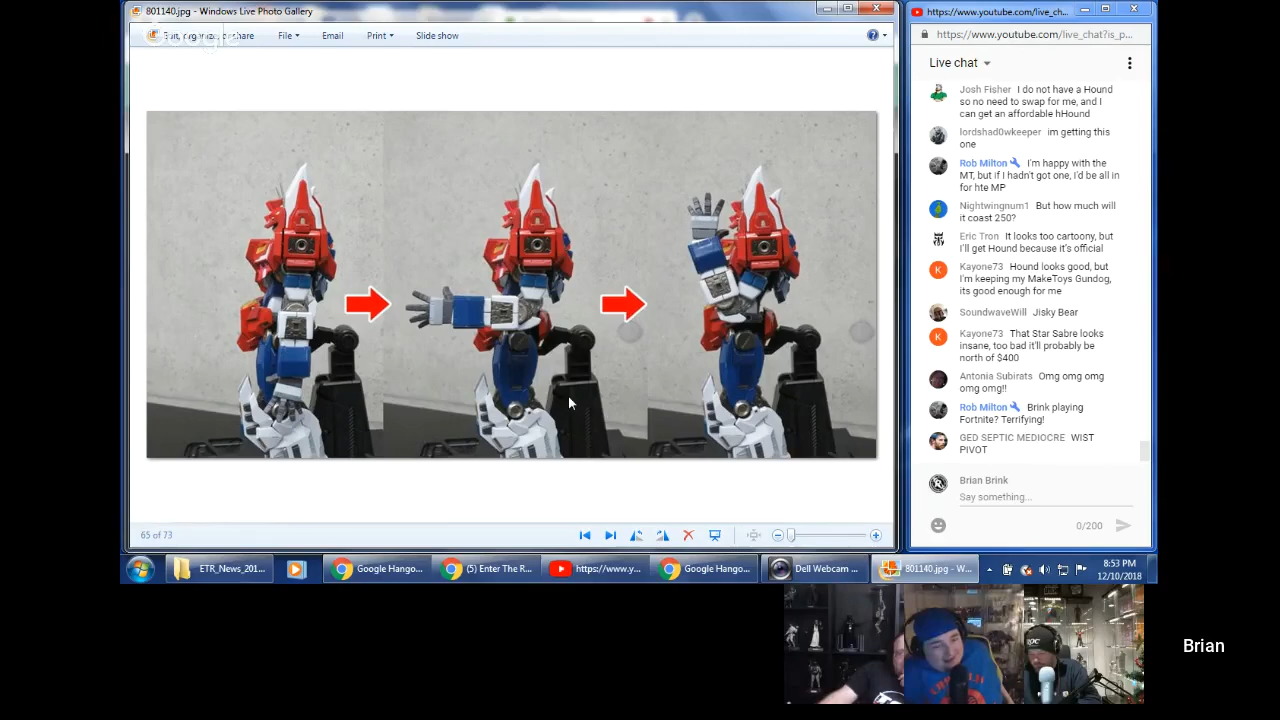 801140.jpg - Windows Live Photo Gallery
File
Email
Print
Slide show
Google
65 of 73
https://www.youtube.com/live_ch...
https://www.youtube.com/live_chat?is_p...
Live chat
Josh Fisher I do not have a Hound
so no need to swap for me, and I
can get an affordable hHound
lordshad0wkeeper im getting this
one
Rob Milton I'm happy with the
MT, but if I hadn't got one, I'd be all in
for hte MP
Nightwingnum1 But how much will
it coast 250?
Eric Tron It looks too cartoony, but
I'll get Hound because it's official
K
Kayone73 Hound looks good, but
I'm keeping my MakeToys Gundog,
its good enough for me
SoundwaveWill Jisky Bear
K
Kayone73 That Star Sabre looks
insane, too bad it'll probably be
north of $400
Antonia Subirats Omg omg omg
omg omg!!
Rob Milton Brink playing
Fortnite? Terrifying!
GED SEPTIC MEDIOCRE WIST
PIVOT
Brian Brink
Say something...
0/200
ETR_News_201...
Google Hango...
(5) Enter The R...
https://www.y...
Google Hango...
Dell Webcam ...
801140.jpg - W...
8:53 PM
12/10/2018
Brian